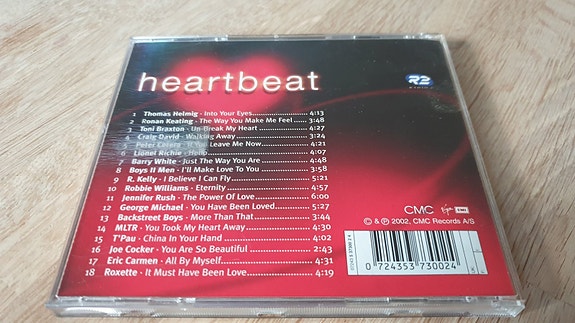 heartbeat
R2
1 Thomas Helmig · Into Your Eyes 4:13
2 Ronan Keating · The Way You Make Me Feel 3:48
3 Toni Braxton · Un-Break My Heart 4:27
4 Craig David · Walking Away 3:24
5 Peter Cetera · If You Leave Me Now 4:21
6 Lionel Richie · Hello 4:07
7 Barry White · Just The Way You Are 4:48
8 Boys II Men · I'll Make Love To You 3:58
9 R. Kelly · I Believe I Can Fly 5:21
10 Robbie Williams · Eternity 4:57
11 Jennifer Rush · The Power Of Love 6:00
12 George Michael · You Have Been Loved 5:27
13 Backstreet Boys · More Than That 3:44
14 MLTR · You Took My Heart Away 4:30
15 T'Pau · China In Your Hand 4:02
16 Joe Cocker · You Are So Beautiful 2:43
17 Eric Carmen · All By Myself 4:31
18 Roxette · It Must Have Been Love 4:19
CMC Virgin EMI
© & ℗ 2002, CMC Records A/S
0 724353 730024